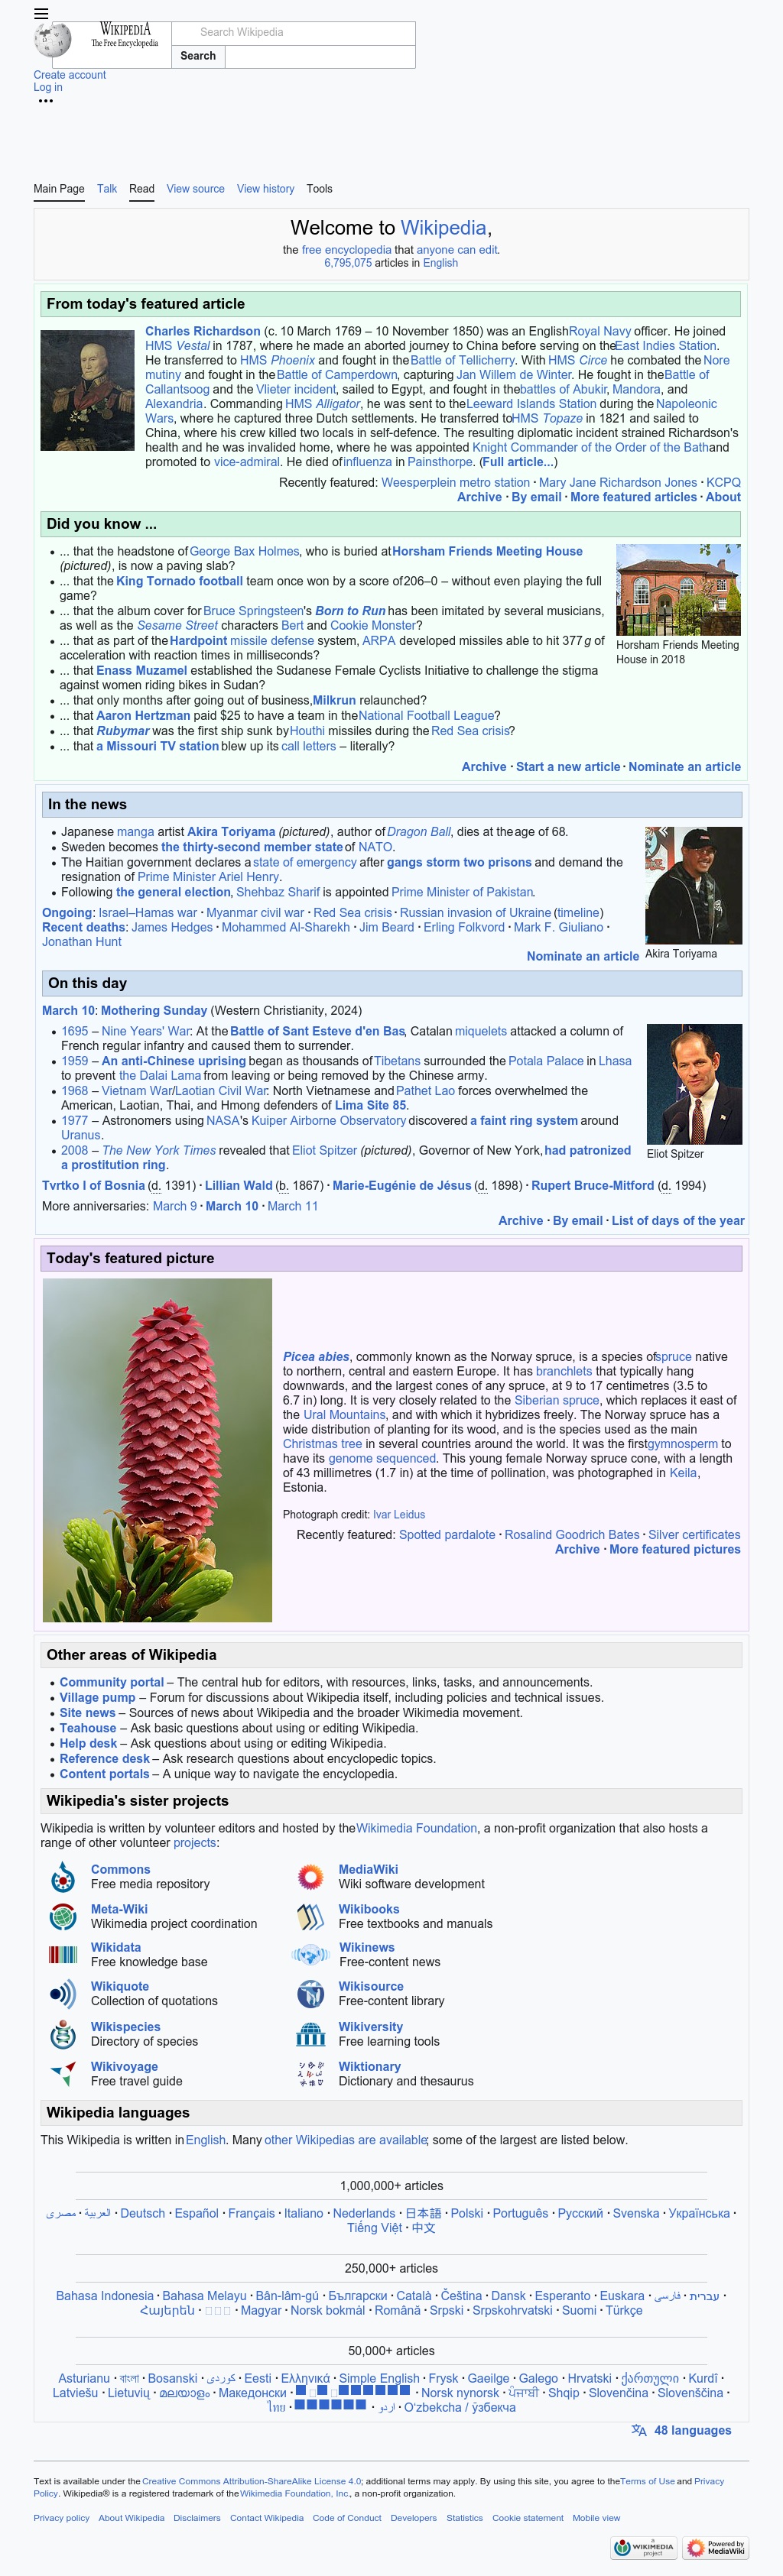 WIKIPEDIA
The Free Encyclopedia
Search Wikipedia
Search
Create account
Log in
Main Page Talk Read View source View history Tools
Welcome to Wikipedia,
the free encyclopedia that anyone can edit.
6,795,075 articles in English
From today's featured article
Charles Richardson (c. 10 March 1769 – 10 November 1850) was an English Royal Navy officer. He joined
HMS Vestal in 1787, where he made an aborted journey to China before serving on the East Indies Station.
He transferred to HMS Phoenix and fought in the Battle of Tellicherry. With HMS Circe he combated the Nore
mutiny and fought in the Battle of Camperdown, capturing Jan Willem de Winter. He fought in the Battle of
Callantsoog and the Vlieter incident, sailed to Egypt, and fought in the battles of Abukir, Mandora, and
Alexandria. Commanding HMS Alligator, he was sent to the Leeward Islands Station during the Napoleonic
Wars, where he captured three Dutch settlements. He transferred to HMS Topaze in 1821 and sailed to
China, where his crew killed two locals in self-defence. The resulting diplomatic incident strained Richardson's
health and he was invalided home, where he was appointed Knight Commander of the Order of the Bath and
promoted to vice-admiral. He died of influenza in Painsthorpe. (Full article...)
Recently featured: Weesperplein metro station · Mary Jane Richardson Jones · KCPQ
Archive · By email · More featured articles · About
Did you know ...
... that the headstone of George Bax Holmes, who is buried at Horsham Friends Meeting House
(pictured), is now a paving slab?
... that the King Tornado football team once won by a score of 206–0 – without even playing the full
game?
... that the album cover for Bruce Springsteen's Born to Run has been imitated by several musicians,
as well as the Sesame Street characters Bert and Cookie Monster?
... that as part of the Hardpoint missile defense system, ARPA developed missiles able to hit 377 g of
acceleration with reaction times in milliseconds?
... that Enass Muzamel established the Sudanese Female Cyclists Initiative to challenge the stigma
against women riding bikes in Sudan?
... that only months after going out of business, Milkrun relaunched?
... that Aaron Hertzman paid $25 to have a team in the National Football League?
... that Rubymar was the first ship sunk by Houthi missiles during the Red Sea crisis?
... that a Missouri TV station blew up its call letters – literally?
Horsham Friends Meeting
House in 2018
Archive · Start a new article · Nominate an article
In the news
Japanese manga artist Akira Toriyama (pictured), author of Dragon Ball, dies at the age of 68.
Sweden becomes the thirty-second member state of NATO.
The Haitian government declares a state of emergency after gangs storm two prisons and demand the
resignation of Prime Minister Ariel Henry.
Following the general election, Shehbaz Sharif is appointed Prime Minister of Pakistan.
Ongoing: Israel–Hamas war · Myanmar civil war · Red Sea crisis · Russian invasion of Ukraine (timeline)
Recent deaths: James Hedges · Mohammed Al-Sharekh · Jim Beard · Erling Folkvord · Mark F. Giuliano ·
Jonathan Hunt
Akira Toriyama
Nominate an article
On this day
March 10: Mothering Sunday (Western Christianity, 2024)
1695 – Nine Years' War: At the Battle of Sant Esteve d'en Bas, Catalan miquelets attacked a column of
French regular infantry and caused them to surrender.
1959 – An anti-Chinese uprising began as thousands of Tibetans surrounded the Potala Palace in Lhasa
to prevent the Dalai Lama from leaving or being removed by the Chinese army.
1968 – Vietnam War/Laotian Civil War: North Vietnamese and Pathet Lao forces overwhelmed the
American, Laotian, Thai, and Hmong defenders of Lima Site 85.
1977 – Astronomers using NASA's Kuiper Airborne Observatory discovered a faint ring system around
Uranus.
2008 – The New York Times revealed that Eliot Spitzer (pictured), Governor of New York, had patronized
a prostitution ring.
Eliot Spitzer
Tvrtko I of Bosnia (d. 1391) · Lillian Wald (b. 1867) · Marie-Eugénie de Jésus (d. 1898) · Rupert Bruce-Mitford (d. 1994)
More anniversaries: March 9 · March 10 · March 11
Archive · By email · List of days of the year
Today's featured picture
Picea abies, commonly known as the Norway spruce, is a species of spruce native
to northern, central and eastern Europe. It has branchlets that typically hang
downwards, and the largest cones of any spruce, at 9 to 17 centimetres (3.5 to
6.7 in) long. It is very closely related to the Siberian spruce, which replaces it east of
the Ural Mountains, and with which it hybridizes freely. The Norway spruce has a
wide distribution of planting for its wood, and is the species used as the main
Christmas tree in several countries around the world. It was the first gymnosperm to
have its genome sequenced. This young female Norway spruce cone, with a length
of 43 millimetres (1.7 in) at the time of pollination, was photographed in Keila,
Estonia.
Photograph credit: Ivar Leidus
Recently featured: Spotted pardalote · Rosalind Goodrich Bates · Silver certificates
Archive · More featured pictures
Other areas of Wikipedia
Community portal – The central hub for editors, with resources, links, tasks, and announcements.
Village pump – Forum for discussions about Wikipedia itself, including policies and technical issues.
Site news – Sources of news about Wikipedia and the broader Wikimedia movement.
Teahouse – Ask basic questions about using or editing Wikipedia.
Help desk – Ask questions about using or editing Wikipedia.
Reference desk – Ask research questions about encyclopedic topics.
Content portals – A unique way to navigate the encyclopedia.
Wikipedia's sister projects
Wikipedia is written by volunteer editors and hosted by the Wikimedia Foundation, a non-profit organization that also hosts a
range of other volunteer projects:
Commons
Free media repository
MediaWiki
Wiki software development
Meta-Wiki
Wikimedia project coordination
Wikibooks
Free textbooks and manuals
Wikidata
Free knowledge base
Wikinews
Free-content news
Wikiquote
Collection of quotations
Wikisource
Free-content library
Wikispecies
Directory of species
Wikiversity
Free learning tools
Wikivoyage
Free travel guide
Wiktionary
Dictionary and thesaurus
Wikipedia languages
This Wikipedia is written in English. Many other Wikipedias are available; some of the largest are listed below.
1,000,000+ articles
مصرى · العربية · Deutsch · Español · Français · Italiano · Nederlands · 日本語 · Polski · Português · Русский · Svenska · Українська ·
Tiếng Việt · 中文
250,000+ articles
Bahasa Indonesia · Bahasa Melayu · Bân-lâm-gú · Български · Català · Čeština · Dansk · Esperanto · Euskara · فارسی · עברית ·
Հայերեն · Magyar · Norsk bokmål · Română · Srpski · Srpskohrvatski · Suomi · Türkçe
50,000+ articles
Asturianu · বাংলা · Bosanski · کوردی · Eesti · Ελληνικά · Simple English · Frysk · Gaeilge · Galego · Hrvatski · ქართული · Kurdî ·
Latviešu · Lietuvių · മലയാളം · Македонски · Norsk nynorsk · ਪੰਜਾਬੀ · Shqip · Slovenčina · Slovenščina ·
ไทย · اردو · Oʻzbekcha / ўзбекча
48 languages
Text is available under the Creative Commons Attribution-ShareAlike License 4.0; additional terms may apply. By using this site, you agree to the Terms of Use and Privacy
Policy. Wikipedia® is a registered trademark of the Wikimedia Foundation, Inc., a non-profit organization.
Privacy policy About Wikipedia Disclaimers Contact Wikipedia Code of Conduct Developers Statistics Cookie statement Mobile view
A WIKIMEDIA project
Powered by MediaWiki